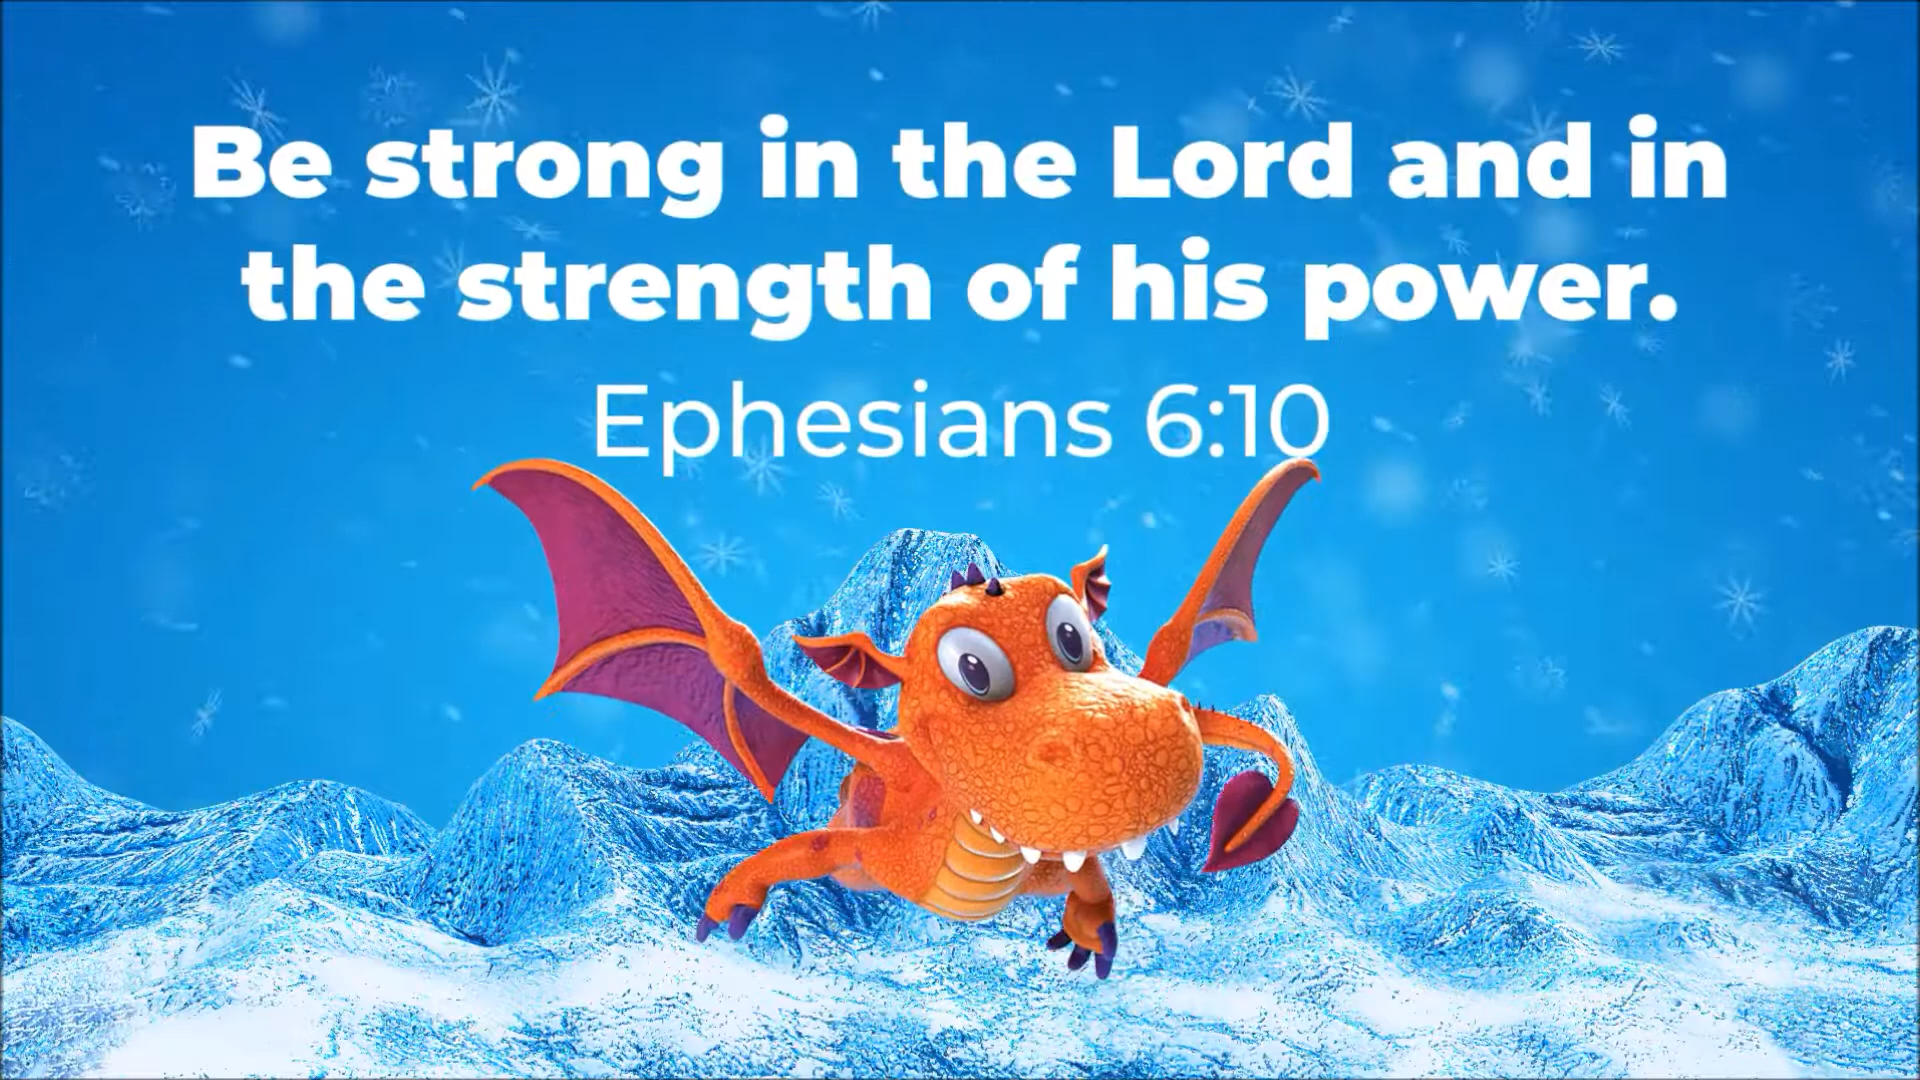 Be strong in the Lord and in
the strength of his power.
Ephesians 6:10